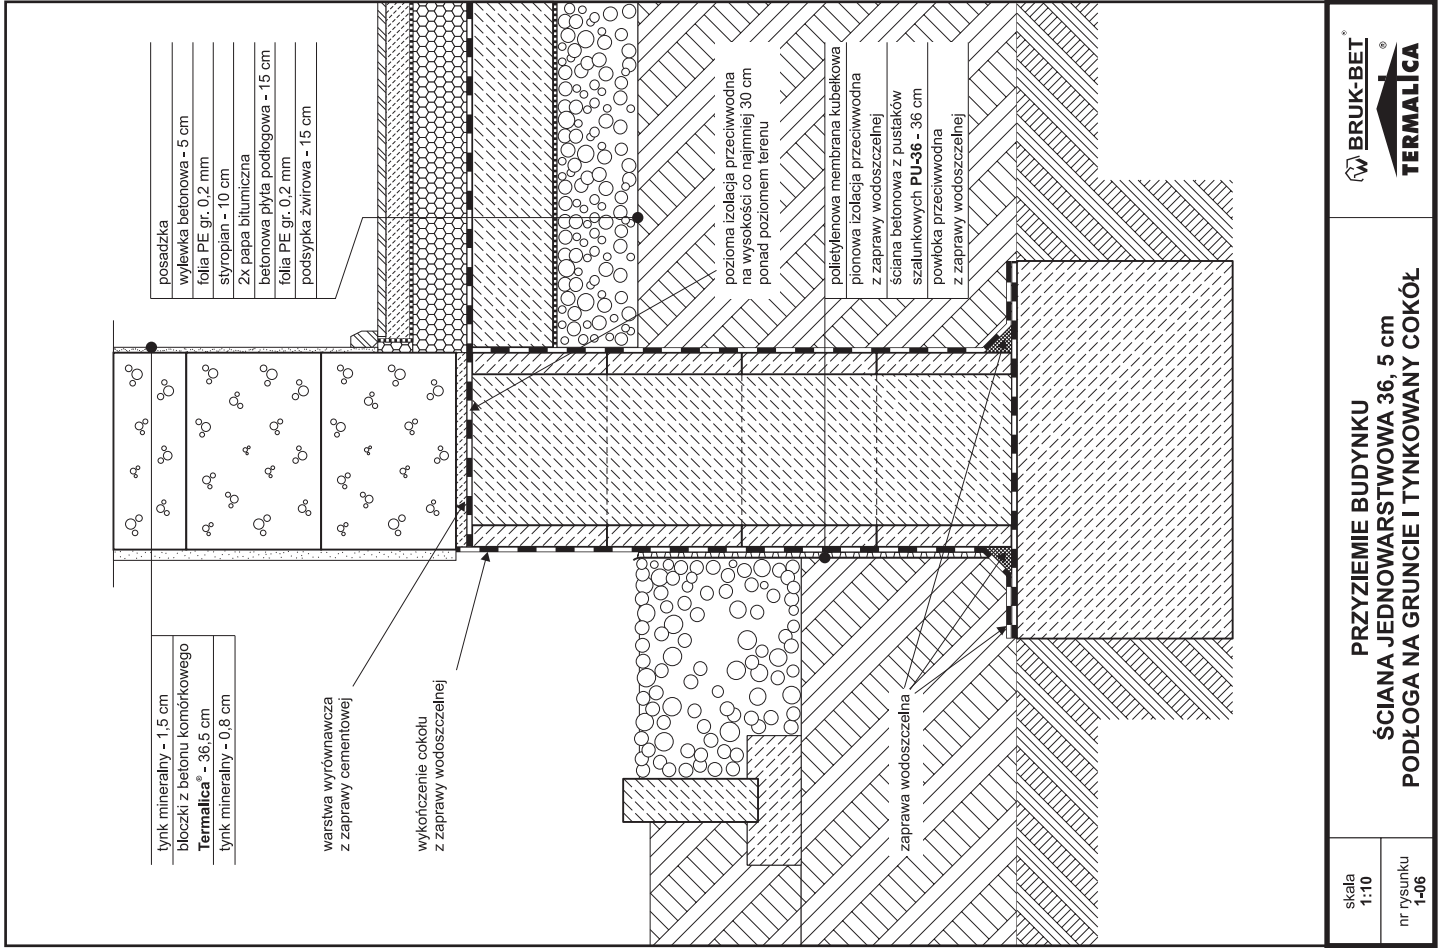 posadzka
wylewka betonowa - 5 cm
folia PE gr. 0,2 mm
styropian - 10 cm
2x papa bitumiczna
betonowa płyta podłogowa - 15 cm
folia PE gr. 0,2 mm
podsypka żwirowa - 15 cm
tynk mineralny - 1,5 cm
bloczki z betonu komórkowego
Termalica® - 36,5 cm
tynk mineralny - 0,8 cm
warstwa wyrównawcza
z zaprawy cementowej
wykończenie cokołu
z zaprawy wodoszczelnej
pozioma izolacja przeciwwodna
na wysokości co najmniej 30 cm
ponad poziomem terenu
polietylenowa membrana kubełkowa
pionowa izolacja przeciwwodna
z zaprawy wodoszczelnej
ściana betonowa z pustaków
szalunkowych PU-36 - 36 cm
powłoka przeciwwodna
z zaprawy wodoszczelnej
zaprawa wodoszczelna
skala
1:10
nr rysunku
1-06
PRZYZIEMIE BUDYNKU
ŚCIANA JEDNOWARSTWOWA 36, 5 cm
PODŁOGA NA GRUNCIE I TYNKOWANY COKÓŁ
BRUK-BET®
TERMALICA®